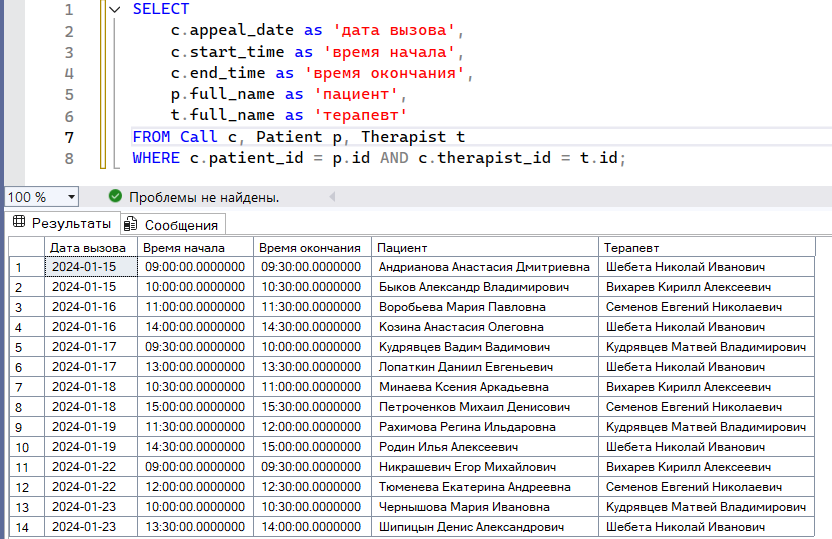 1 SELECT
2 c.appeal_date as 'дата вызова',
3 c.start_time as 'время начала',
4 c.end_time as 'время окончания',
5 p.full_name as 'пациент',
6 t.full_name as 'терапевт'
7 FROM Call c, Patient p, Therapist t
8 WHERE c.patient_id = p.id AND c.therapist_id = t.id;
100 % Проблемы не найдены.
Результаты Сообщения
Дата вызова Время начала Время окончания Пациент Терапевт
1 2024-01-15 09:00:00.0000000 09:30:00.0000000 Андрианова Анастасия Дмитриевна Шебета Николай Иванович
2 2024-01-15 10:00:00.0000000 10:30:00.0000000 Быков Александр Владимирович Вихарев Кирилл Алексеевич
3 2024-01-16 11:00:00.0000000 11:30:00.0000000 Воробьева Мария Павловна Семенов Евгений Николаевич
4 2024-01-16 14:00:00.0000000 14:30:00.0000000 Козина Анастасия Олеговна Шебета Николай Иванович
5 2024-01-17 09:30:00.0000000 10:00:00.0000000 Кудрявцев Вадим Вадимович Кудрявцев Матвей Владимирович
6 2024-01-17 13:00:00.0000000 13:30:00.0000000 Лопаткин Даниил Евгеньевич Шебета Николай Иванович
7 2024-01-18 10:30:00.0000000 11:00:00.0000000 Минаева Ксения Аркадьевна Вихарев Кирилл Алексеевич
8 2024-01-18 15:00:00.0000000 15:30:00.0000000 Петроченков Михаил Денисович Семенов Евгений Николаевич
9 2024-01-19 11:30:00.0000000 12:00:00.0000000 Рахимова Регина Ильдаровна Кудрявцев Матвей Владимирович
10 2024-01-19 14:30:00.0000000 15:00:00.0000000 Родин Илья Алексеевич Шебета Николай Иванович
11 2024-01-22 09:00:00.0000000 09:30:00.0000000 Никрашевич Егор Михайлович Вихарев Кирилл Алексеевич
12 2024-01-22 12:00:00.0000000 12:30:00.0000000 Тюменева Екатерина Андреевна Семенов Евгений Николаевич
13 2024-01-23 10:00:00.0000000 10:30:00.0000000 Чернышова Мария Ивановна Кудрявцев Матвей Владимирович
14 2024-01-23 13:30:00.0000000 14:00:00.0000000 Шипицын Денис Александрович Шебета Николай Иванович